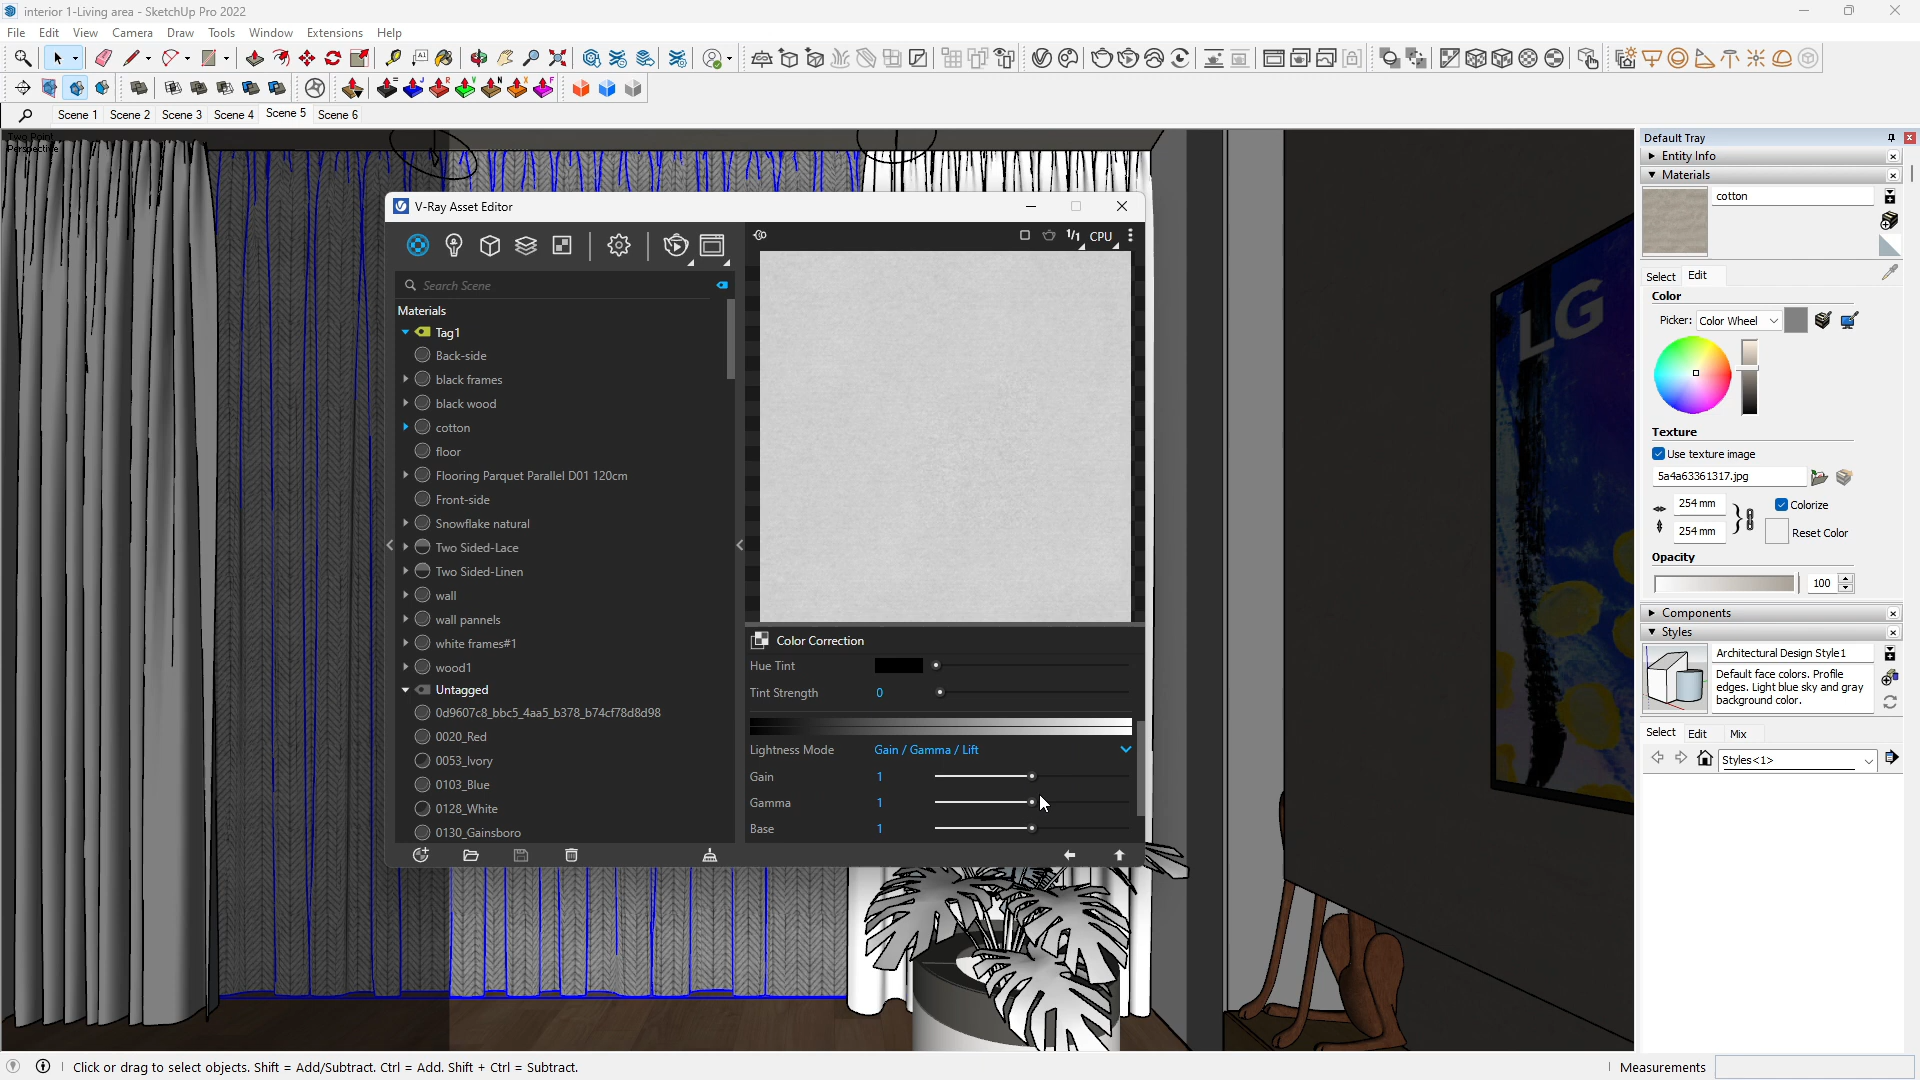 interior 1-Living area - SketchUp Pro 2022
File Edit View Camera Draw Tools Window Extensions Help
Scene 1 Scene 2 Scene 3 Scene 4 Scene 5 Scene 6
Two Point
Perspective
V-Ray Asset Editor
1/1 CPU
Search Scene
Materials
Tag1
Back-side
black frames
black wood
cotton
floor
Flooring Parquet Parallel D01 120cm
Front-side
Snowflake natural
Two Sided-Lace
Two Sided-Linen
wall
wall pannels
white frames#1
wood1
Untagged
0d9607c8_bbc5_4aa5_b378_b74cf78d8d98
0020_Red
0053_Ivory
0103_Blue
0128_White
0130_Gainsboro
Color Correction
Hue Tint
Tint Strength 0
Lightness Mode Gain / Gamma / Lift
Gain 1
Gamma 1
Base 1
LG
Default Tray
Entity Info
Materials
cotton
Select Edit
Color
Picker: Color Wheel
Texture
Use texture image
5a4a63361317.jpg
254 mm Colorize
254 mm Reset Color
Opacity
100
Components
Styles
Architectural Design Style1
Default face colors. Profile
edges. Light blue sky and gray
background color.
Select Edit Mix
Styles<1>
Click or drag to select objects. Shift = Add/Subtract. Ctrl = Add. Shift + Ctrl = Subtract.
Measurements